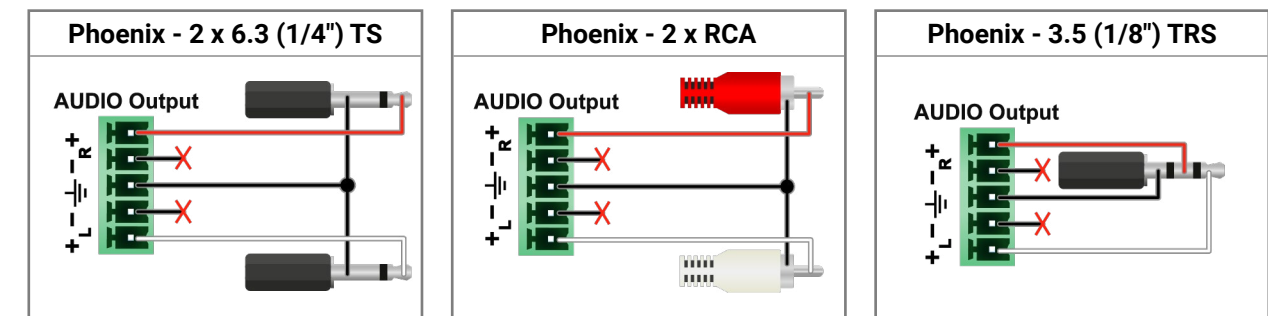 Phoenix - 2 x 6.3 (1/4") TS
AUDIO Output
+
R
-
-
L
+
Phoenix - 2 x RCA
AUDIO Output
+
R
-
-
L
+
Phoenix - 3.5 (1/8") TRS
AUDIO Output
+
R
-
-
L
+